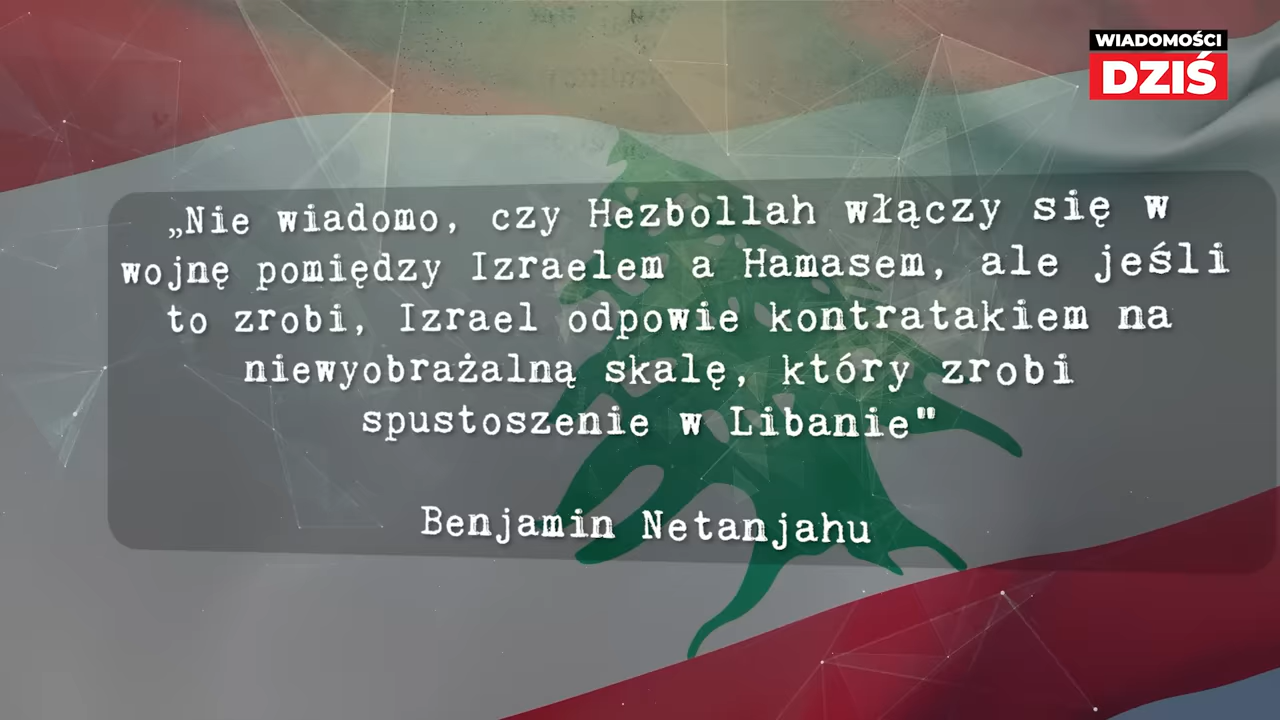 WIADOMOŚCI
DZIŚ
„Nie wiadomo, czy Hezbollah włączy się w
wojnę pomiędzy Izraelem a Hamasem, ale jeśli
to zrobi, Izrael odpowie kontratakiem na
niewyobrażalną skalę, który zrobi
spustoszenie w Libanie"
Benjamin Netanjahu